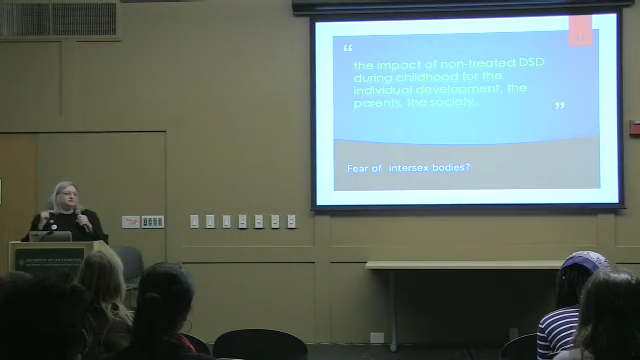 “
the impact of non-treated DSD
during childhood for the
individual development, the
parents, the society.
”
Fear of intersex bodies?